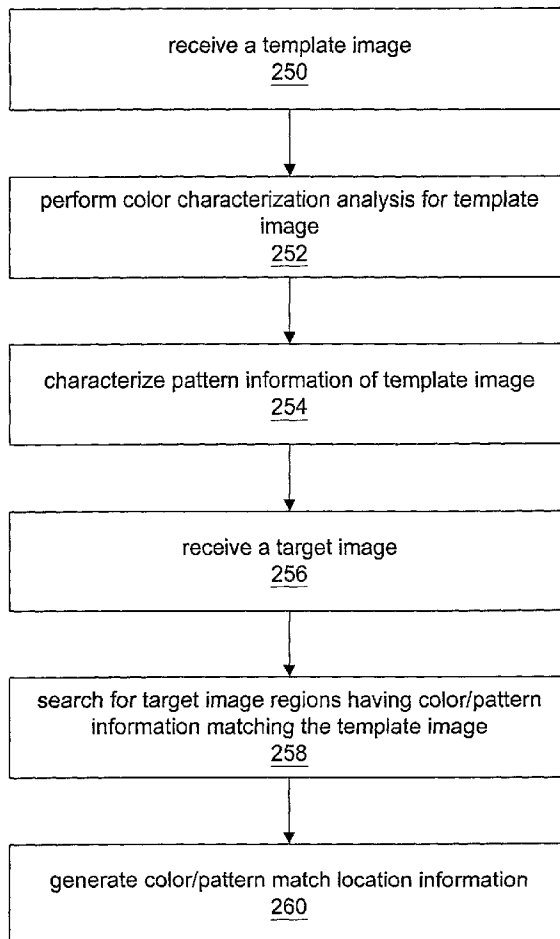 receive a template image
250
perform color characterization analysis for template
image
252
characterize pattern information of template image
254
receive a target image
256
search for target image regions having color/pattern
information matching the template image
258
generate color/pattern match location information
260